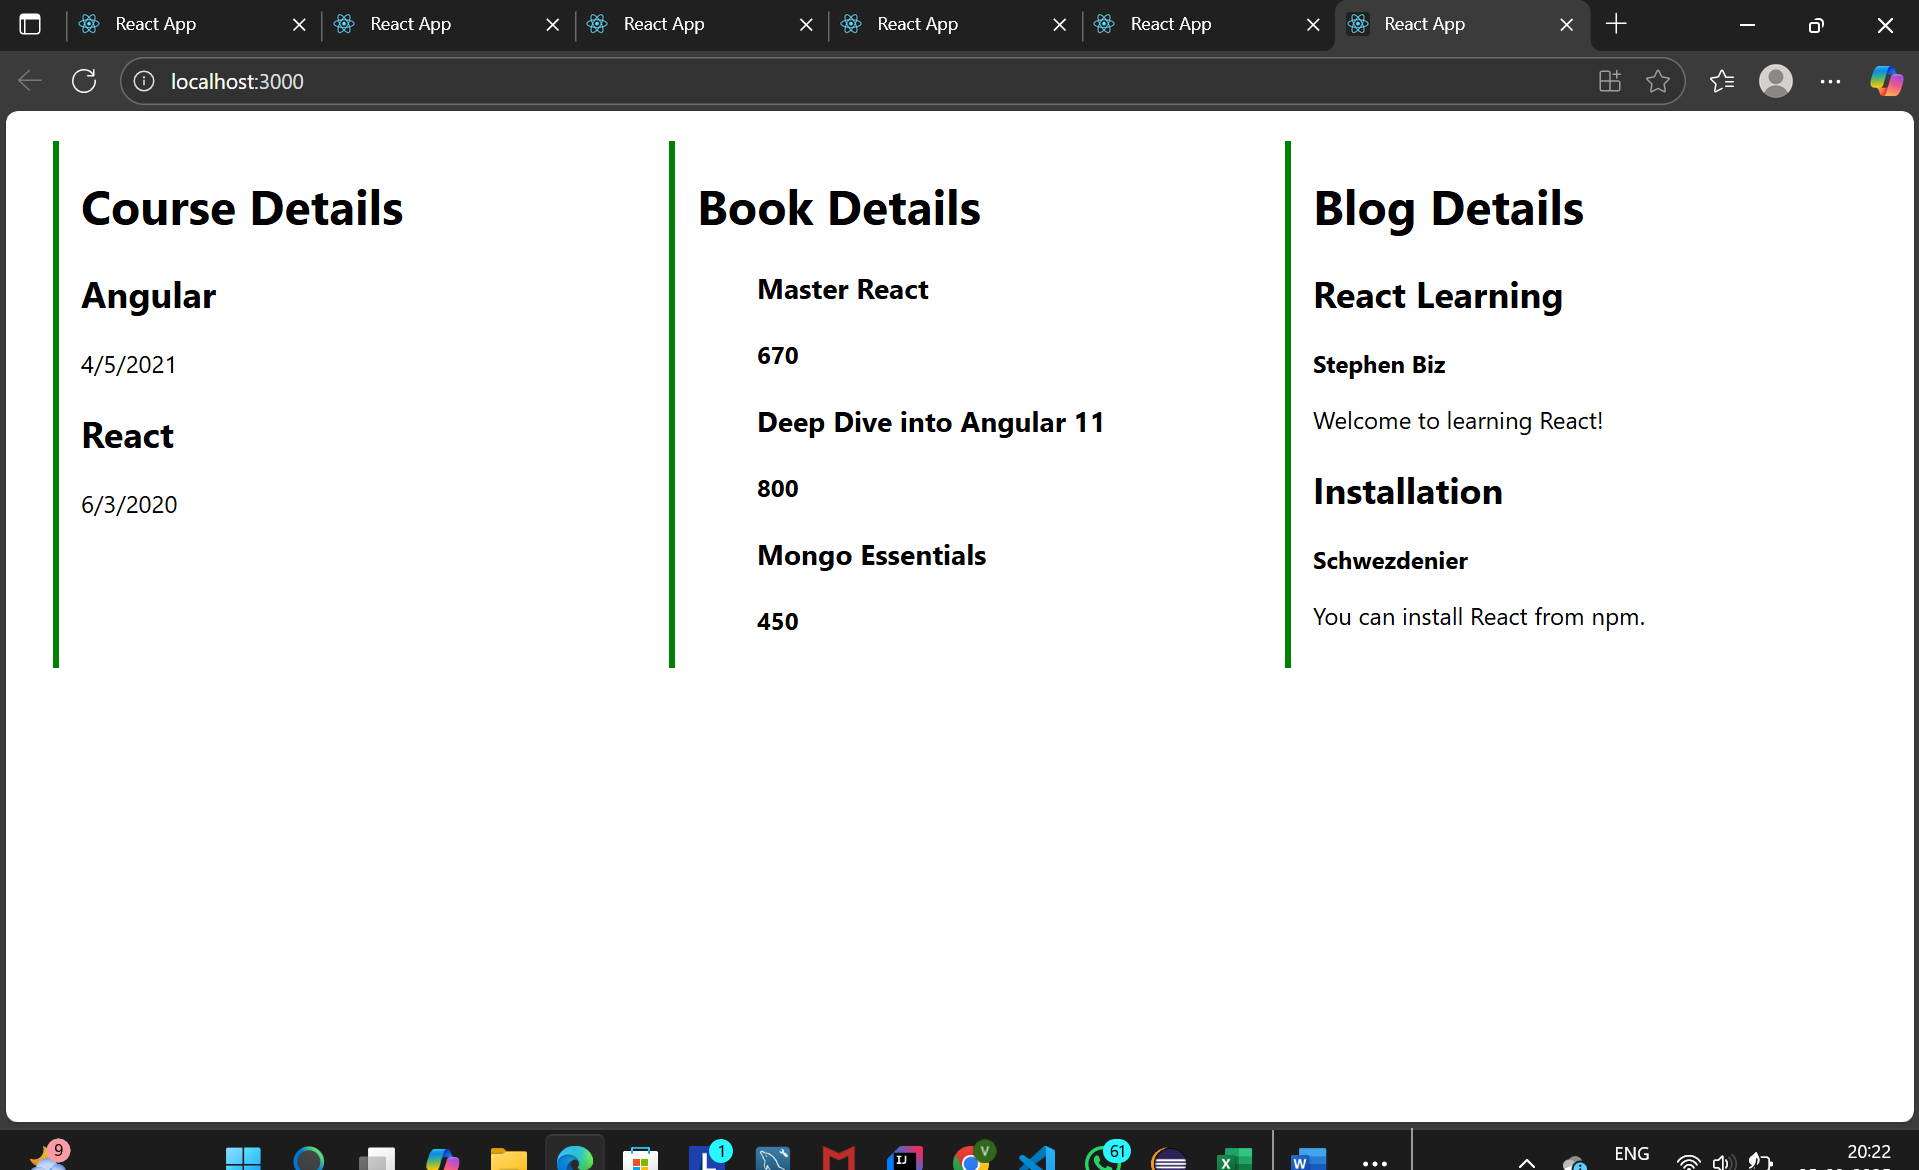 React App
React App
React App
React App
React App
React App
localhost:3000
Course Details
Angular
4/5/2021
React
6/3/2020
Book Details
Master React
670
Deep Dive into Angular 11
800
Mongo Essentials
450
Blog Details
React Learning
Stephen Biz
Welcome to learning React!
Installation
Schwezdenier
You can install React from npm.
9
1
V
61
ENG
20:22